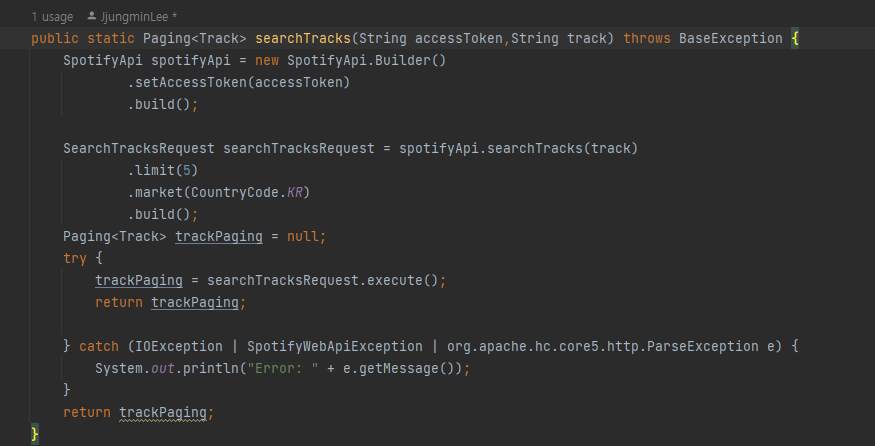 1 usage JjungminLee *
public static Paging<Track> searchTracks(String accessToken,String track) throws BaseException {
    SpotifyApi spotifyApi = new SpotifyApi.Builder()
            .setAccessToken(accessToken)
            .build();
    SearchTracksRequest searchTracksRequest = spotifyApi.searchTracks(track)
            .limit(5)
            .market(CountryCode.KR)
            .build();
    Paging<Track> trackPaging = null;
    try {
        trackPaging = searchTracksRequest.execute();
        return trackPaging;
    } catch (IOException | SpotifyWebApiException | org.apache.hc.core5.http.ParseException e) {
        System.out.println("Error: " + e.getMessage());
    }
    return trackPaging;
}